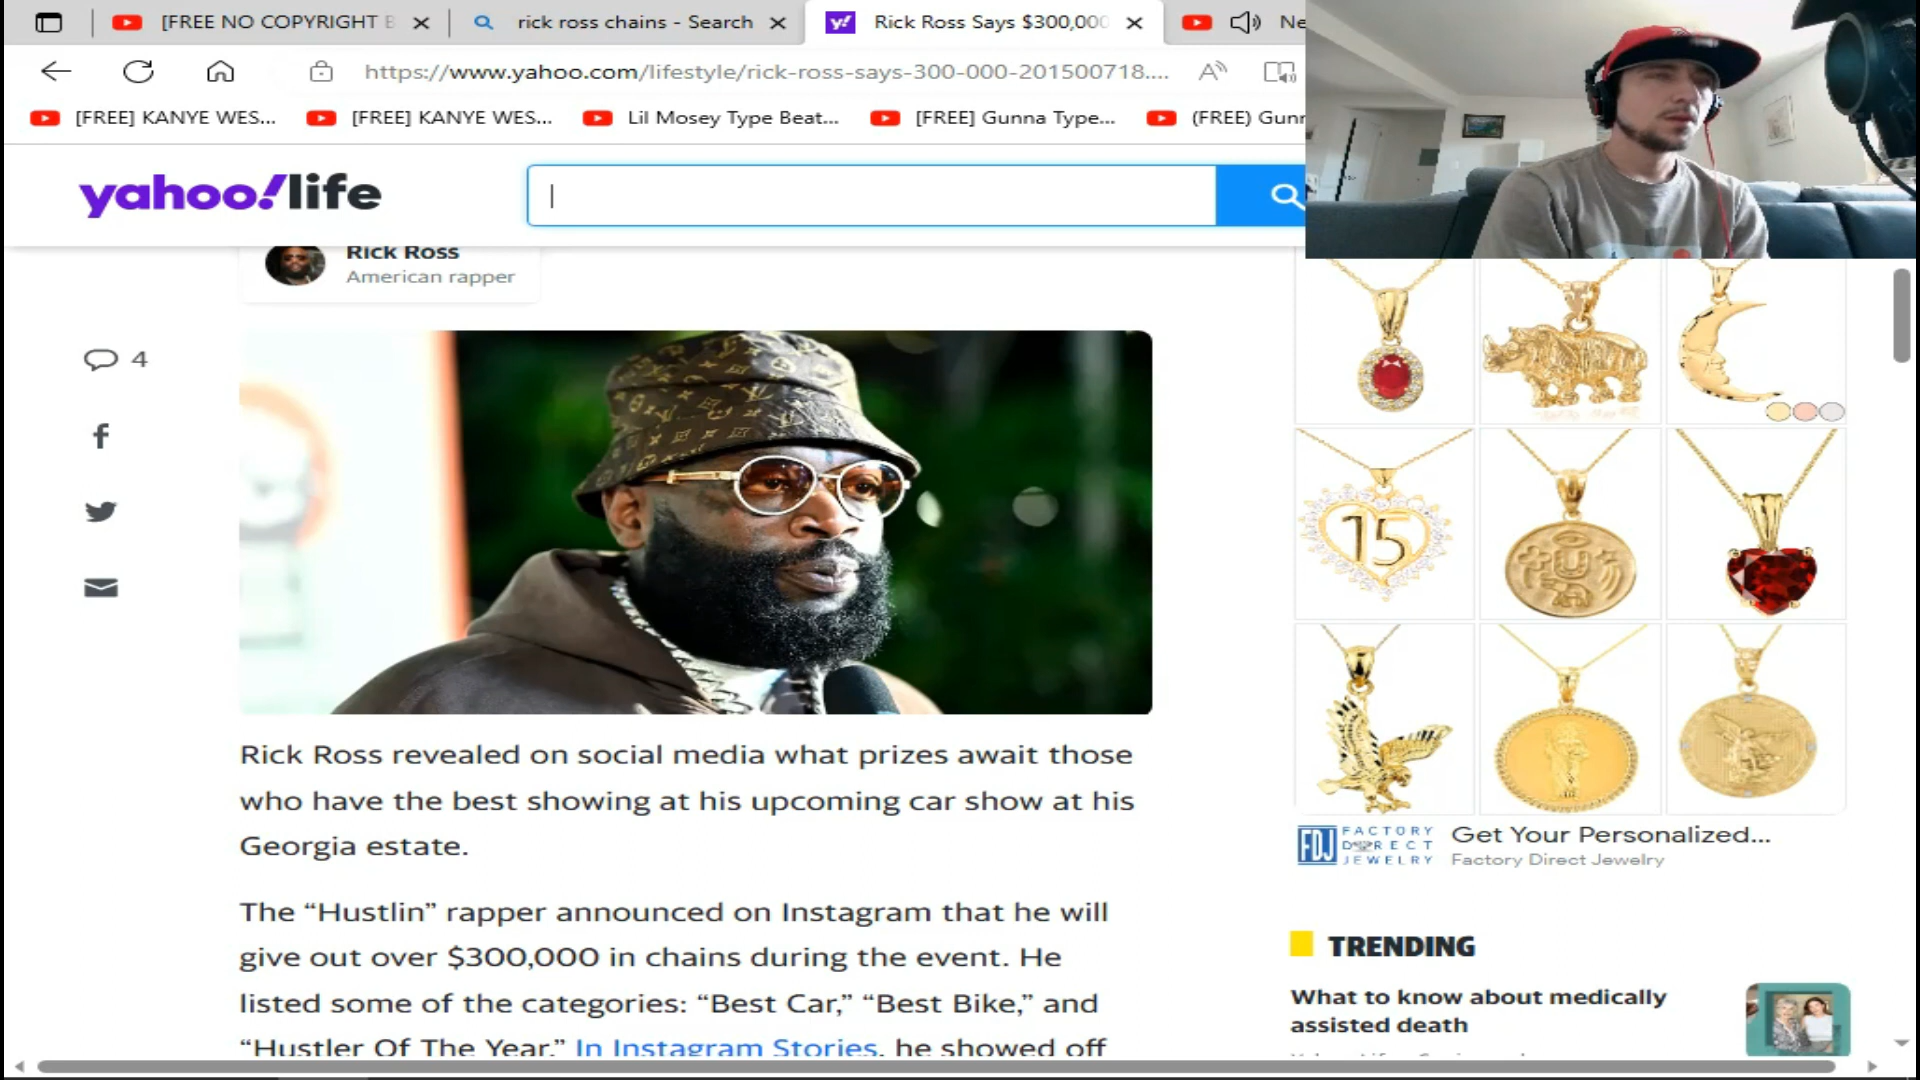 [FREE NO COPYRIGHT B
rick ross chains - Search
Rick Ross Says $300,000
Ne
https://www.yahoo.com/lifestyle/rick-ross-says-300-000-201500718....
[FREE] KANYE WES...
[FREE] KANYE WES...
Lil Mosey Type Beat...
[FREE] Gunna Type...
(FREE) Gunn
yahoo!life
Rick Ross
American rapper
4
15
Rick Ross revealed on social media what prizes await those
who have the best showing at his upcoming car show at his
Georgia estate.
The “Hustlin” rapper announced on Instagram that he will
give out over $300,000 in chains during the event. He
listed some of the categories: “Best Car,” “Best Bike,” and
“Hustler Of The Year.” In Instagram Stories, he showed off
FDJ FACTORY DIRECT JEWELRY
Get Your Personalized...
Factory Direct Jewelry
TRENDING
What to know about medically
assisted death